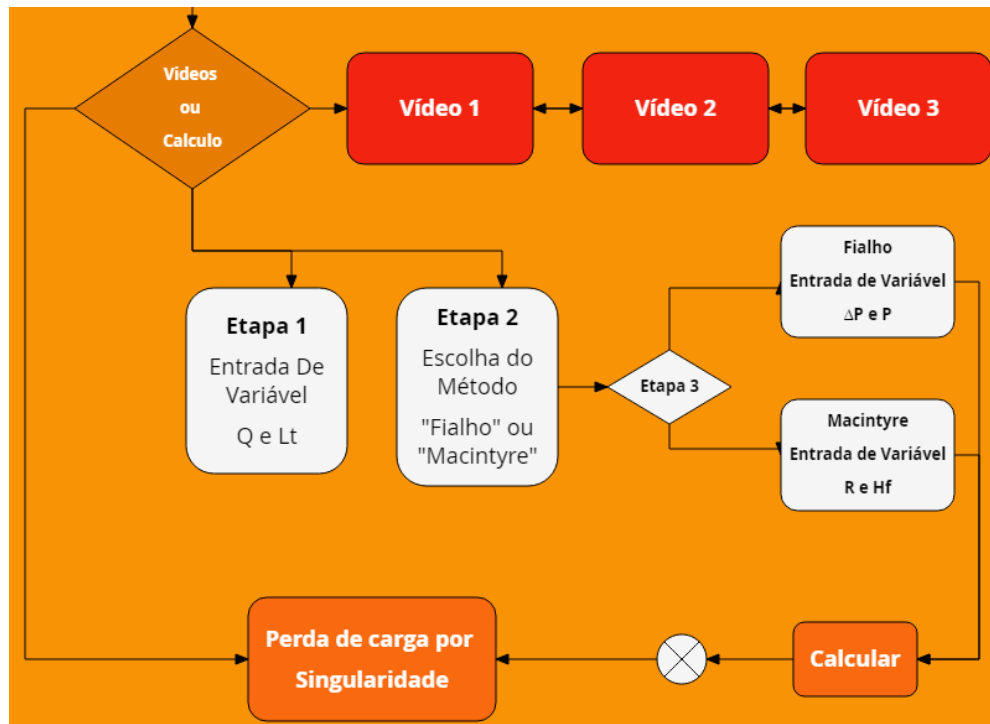 Videos
ou
Calculo
Vídeo 1
Vídeo 2
Vídeo 3
Etapa 1
Entrada De
Variável
Q e Lt
Etapa 2
Escolha do
Método
"Fialho" ou
"Macintyre"
Etapa 3
Fialho
Entrada de Variável
∆P e P
Macintyre
Entrada de Variável
R e Hf
Perda de carga por
Singularidade
Calcular